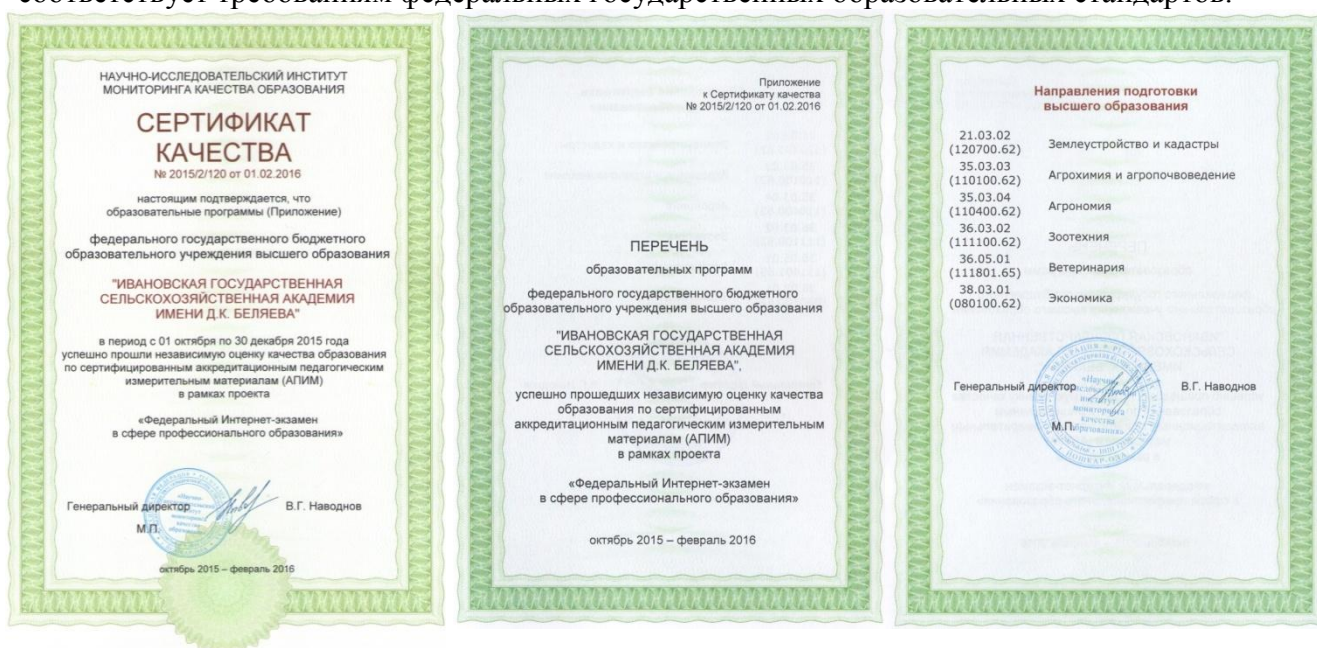 соответствует требованиям федеральных государственных образовательных стандартов.
НАУЧНО-ИССЛЕДОВАТЕЛЬСКИЙ ИНСТИТУТ
МОНИТОРИНГА КАЧЕСТВА ОБРАЗОВАНИЯ
СЕРТИФИКАТ
КАЧЕСТВА
№ 2015/2/120 от 01.02.2016
настоящим подтверждается, что
образовательные программы (Приложение)
федерального государственного бюджетного
образовательного учреждения высшего образования
"ИВАНОВСКАЯ ГОСУДАРСТВЕННАЯ
СЕЛЬСКОХОЗЯЙСТВЕННАЯ АКАДЕМИЯ
ИМЕНИ Д.К. БЕЛЯЕВА"
в период с 01 октября по 30 декабря 2015 года
успешно прошли независимую оценку качества образования
по сертифицированным аккредитационным педагогическим
измерительным материалам (АПИМ)
в рамках проекта
«Федеральный Интернет-экзамен
в сфере профессионального образования»
Генеральный директор В.Г. Наводнов
М.П.
октябрь 2015 – февраль 2016
Приложение
к Сертификату качества
№ 2015/2/120 от 01.02.2016
ПЕРЕЧЕНЬ
образовательных программ
федерального государственного бюджетного
образовательного учреждения высшего образования
"ИВАНОВСКАЯ ГОСУДАРСТВЕННАЯ
СЕЛЬСКОХОЗЯЙСТВЕННАЯ АКАДЕМИЯ
ИМЕНИ Д.К. БЕЛЯЕВА",
успешно прошедших независимую оценку качества
образования по сертифицированным
аккредитационным педагогическим измерительным
материалам (АПИМ)
в рамках проекта
«Федеральный Интернет-экзамен
в сфере профессионального образования»
октябрь 2015 – февраль 2016
Направления подготовки
высшего образования
21.03.02
(120700.62) Землеустройство и кадастры
35.03.03
(110100.62) Агрохимия и агропочвоведение
35.03.04
(110400.62) Агрономия
36.03.02
(111100.62) Зоотехния
36.05.01
(111801.65) Ветеринария
38.03.01
(080100.62) Экономика
Генеральный директор В.Г. Наводнов
М.П.
«Научно-
институт
мониторинга
качества
образования»